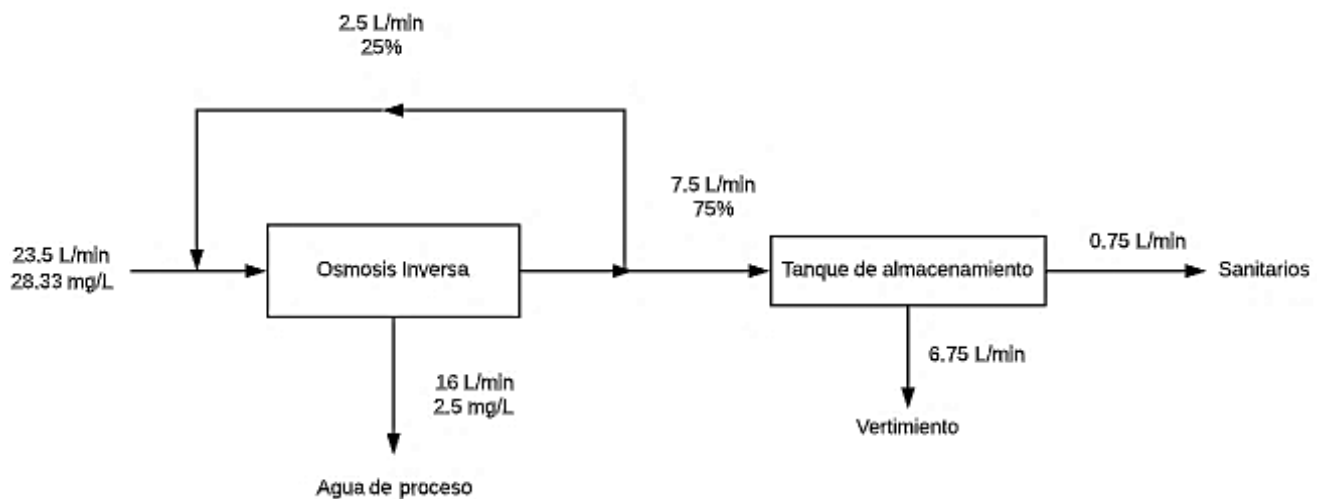 2.5 L/min
25%
7.5 L/min
75%
23.5 L/min
28.33 mg/L
Osmosis Inversa
Tanque de almacenamiento
0.75 L/min
Sanitarios
16 L/min
2.5 mg/L
6.75 L/min
Vertimiento
Agua de proceso